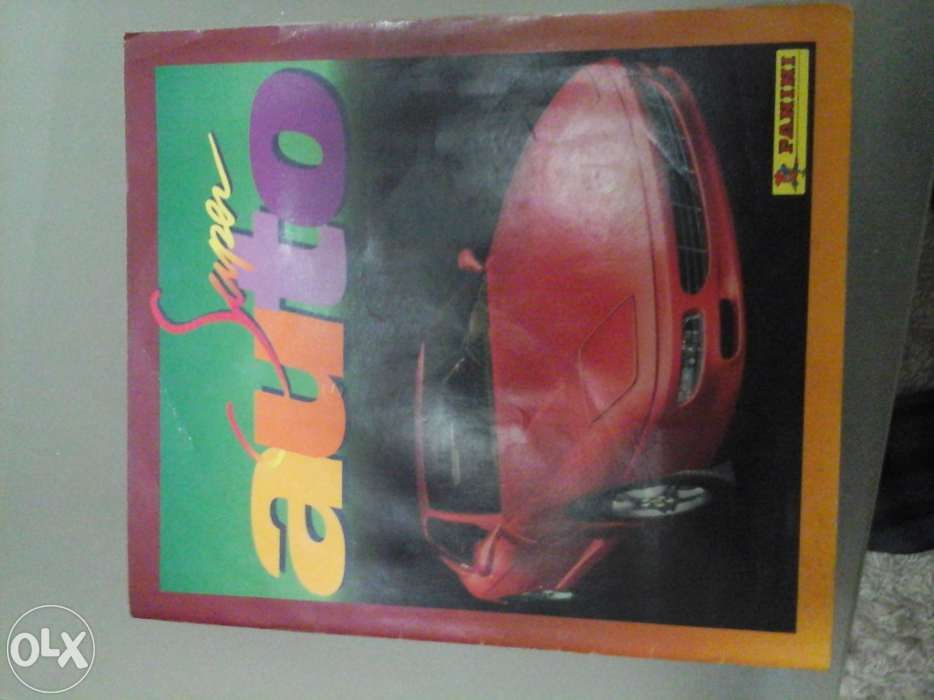 Super
auto
PANINI
OLX